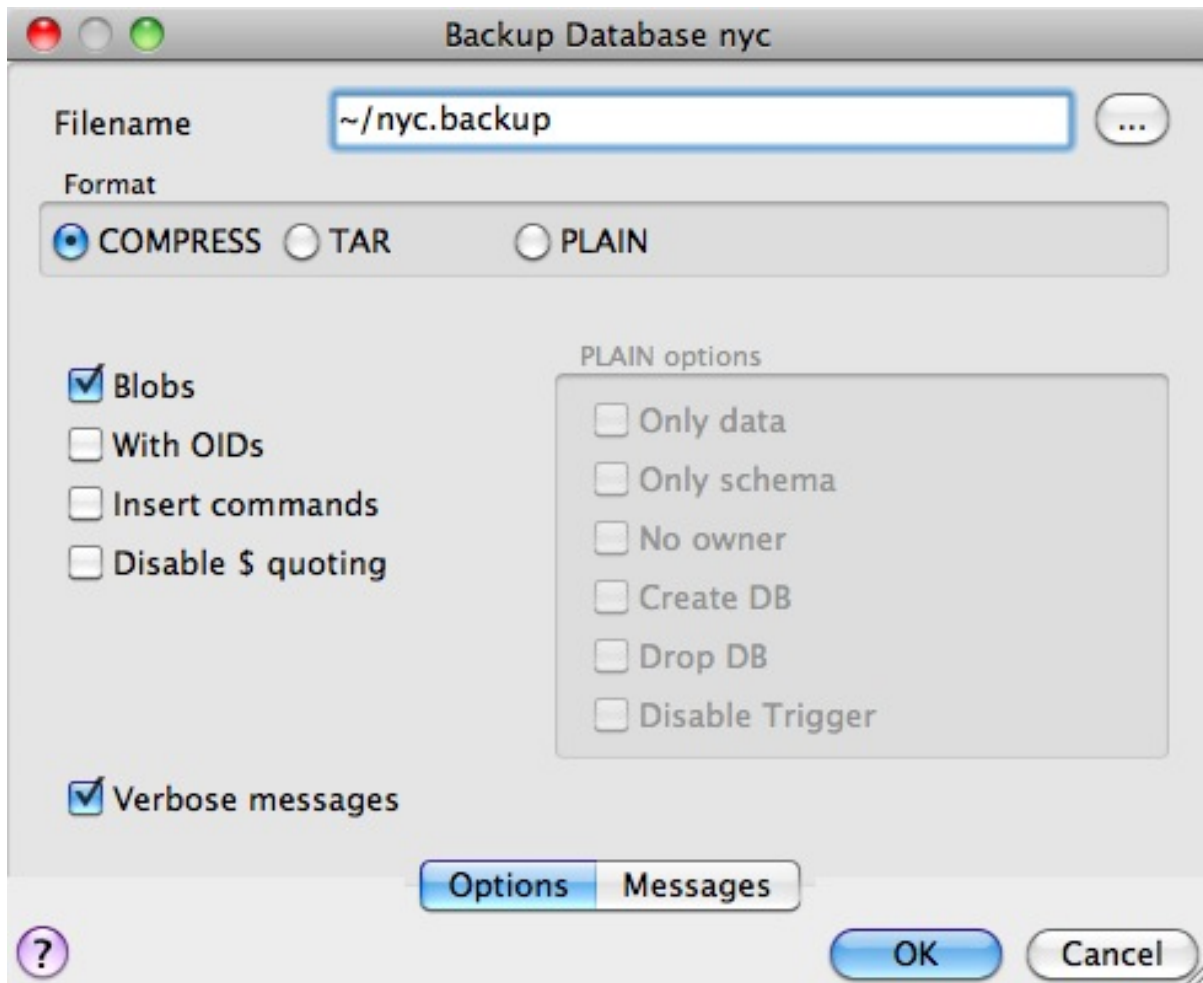 Backup Database nyc
Filename ~/nyc.backup ...
Format
COMPRESS TAR PLAIN
PLAIN options
Blobs
Only data
With OIDs
Only schema
Insert commands
No owner
Disable $ quoting
Create DB
Drop DB
Disable Trigger
Verbose messages
Options Messages
? OK Cancel